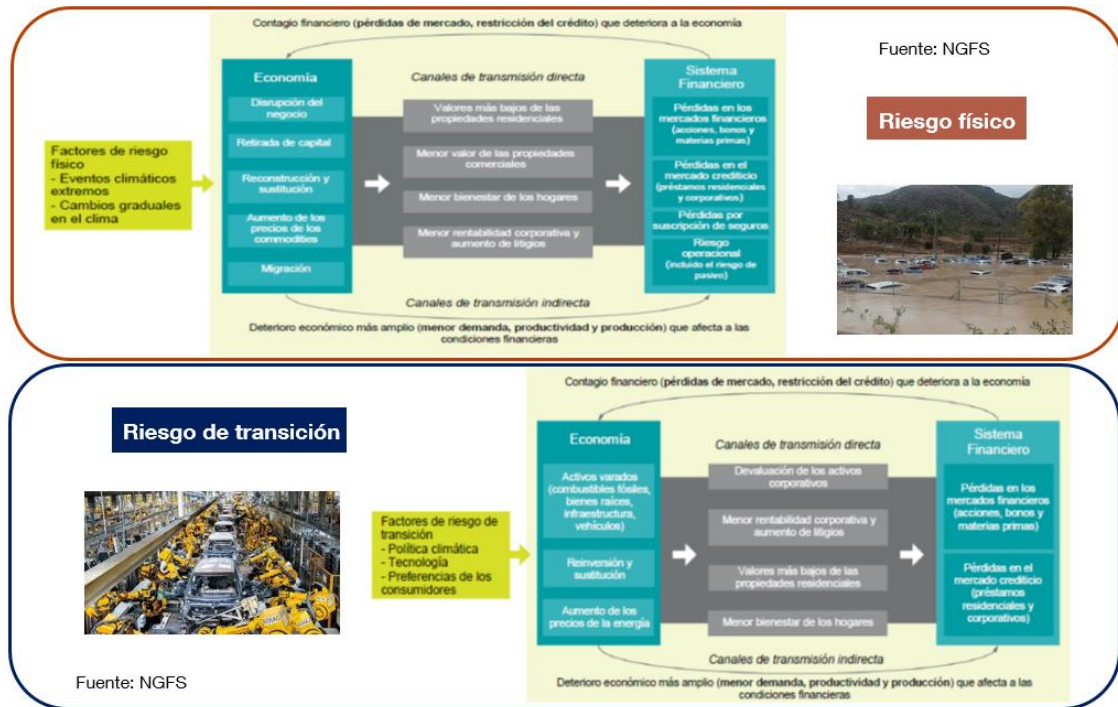 Contagio financiero (pérdidas de mercado, restricción del crédito) que deteriora a la economía
Fuente: NGFS
Riesgo físico
Factores de riesgo
físico
- Eventos climáticos
extremos
- Cambios graduales
en el clima
Economía
Disrupción del
negocio
Retirada de capital
Reconstrucción y
sustitución
Aumento de los
precios de los
commodities
Migración
Canales de transmisión directa
Valores más bajos de las
propiedades residenciales
Menor valor de las propiedades
comerciales
Menor bienestar de los hogares
Menor rentabilidad corporativa y
aumento de litigios
Canales de transmisión indirecta
Sistema
Financiero
Pérdidas en los
mercados financieros
(acciones, bonos y
materias primas)
Pérdidas en el
mercado crediticio
(préstamos residenciales
y corporativos)
Pérdidas por
suscripción de seguros
Riesgo
operacional
(incluido el riesgo de
pasivo)
Deterioro económico más amplio (menor demanda, productividad y producción) que afecta a las
condiciones financieras
Riesgo de transición
Fuente: NGFS
Contagio financiero (pérdidas de mercado, restricción del crédito) que deteriora a la economía
Factores de riesgo de
transición
- Política climática
- Tecnología
- Preferencias de los
consumidores
Economía
Activos varados
(combustibles fósiles,
bienes raíces,
infraestructura,
vehículos)
Reinversión y
sustitución
Aumento de los
precios de la energía
Canales de transmisión directa
Devaluación de los activos
corporativos
Menor rentabilidad corporativa y
aumento de litigios
Valores más bajos de las
propiedades residenciales
Menor bienestar de los hogares
Canales de transmisión indirecta
Sistema
Financiero
Pérdidas en los
mercados financieros
(acciones, bonos y
materias primas)
Pérdidas en el
mercado crediticio
(préstamos
residenciales y
corporativos)
Deterioro económico más amplio (menor demanda, productividad y producción) que afecta a las
condiciones financieras